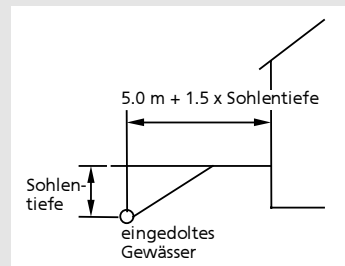 5.0 m + 1.5 x Sohlentiefe
Sohlen-
tiefe
eingedoltes
Gewässer